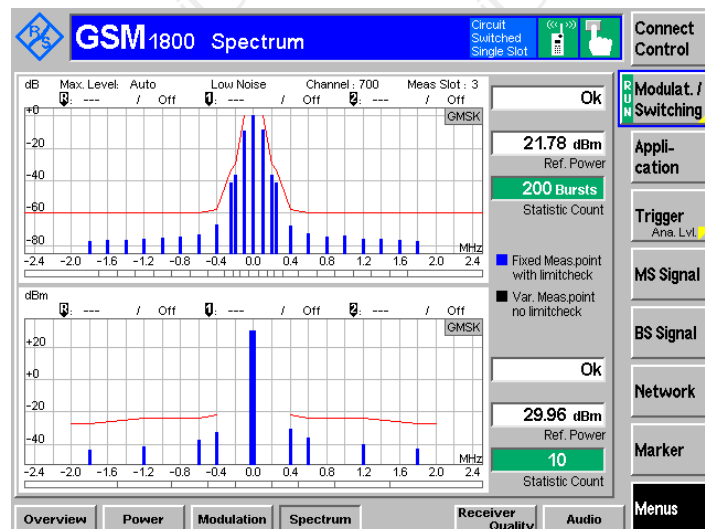 R/S
GSM 1800 Spectrum
Circuit
Switched
Single Slot
Connect
Control
dB Max. Level: Auto Low Noise Channel : 700 Meas Slot : 3
R: --- / Off 1: --- / Off 2: --- / Off
GMSK
+0
-20
-40
-60
-80
MHz
-2.4 -2.0 -1.6 -1.2 -0.8 -0.4 0.0 0.4 0.8 1.2 1.6 2.0 2.4
Ok
21.78 dBm
Ref. Power
200 Bursts
Statistic Count
Fixed Meas.point
with limitcheck
Var. Meas.point
no limitcheck
dBm
R: --- / Off 1: --- / Off 2: --- / Off
GMSK
+20
+0
-20
-40
MHz
-2.4 -2.0 -1.6 -1.2 -0.8 -0.4 0.0 0.4 0.8 1.2 1.6 2.0 2.4
Ok
29.96 dBm
Ref. Power
10
Statistic Count
RUN
Modulat. /
Switching
Appli-
cation
Trigger
Ana. Lvl.
MS Signal
BS Signal
Network
Marker
Menus
Overview Power Modulation Spectrum
Receiver
Quality
Audio